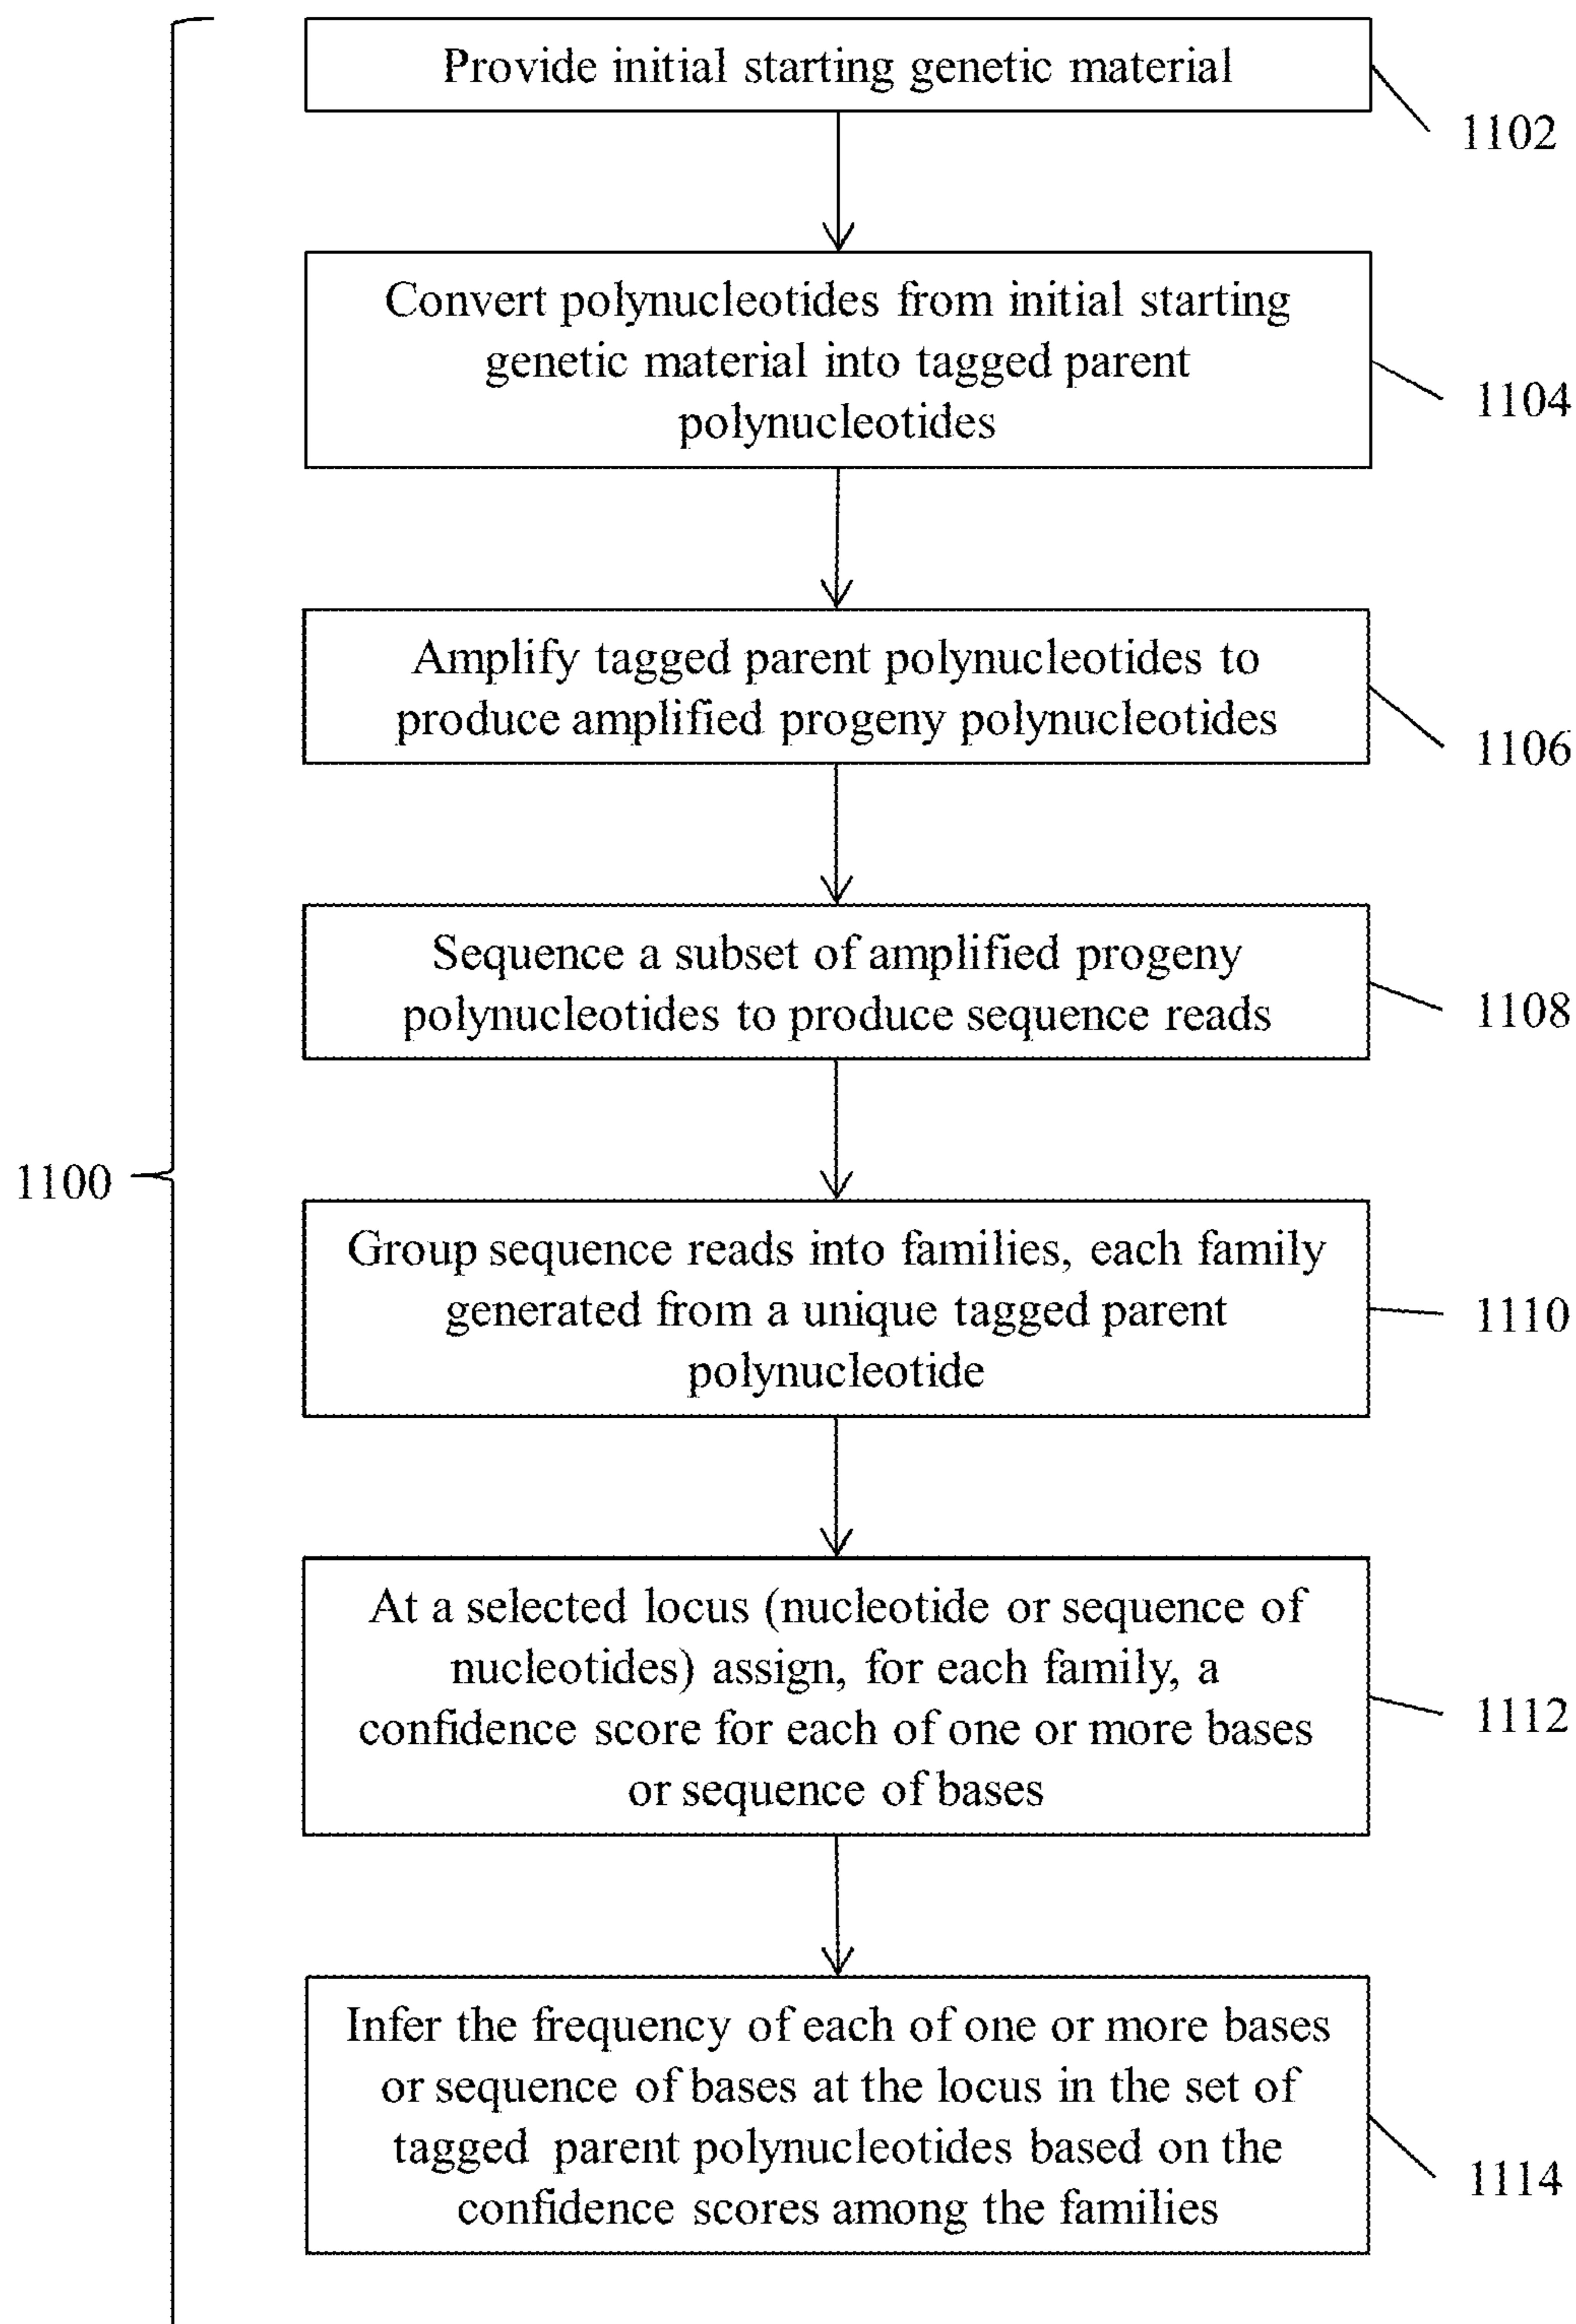 Provide initial starting genetic material
1102
Convert polynucleotides from initial starting
genetic material into tagged parent
polynucleotides
1104
Amplify tagged parent polynucleotides to
produce amplified progeny polynucleotides
1106
Sequence a subset of amplified progeny
polynucleotides to produce sequence reads
1108
1100
Group sequence reads into families, each family
generated from a unique tagged parent
polynucleotide
1110
At a selected locus (nucleotide or sequence of
nucleotides) assign, for each family, a
confidence score for each of one or more bases
or sequence of bases
1112
Infer the frequency of each of one or more bases
or sequence of bases at the locus in the set of
tagged parent polynucleotides based on the
confidence scores among the families
1114